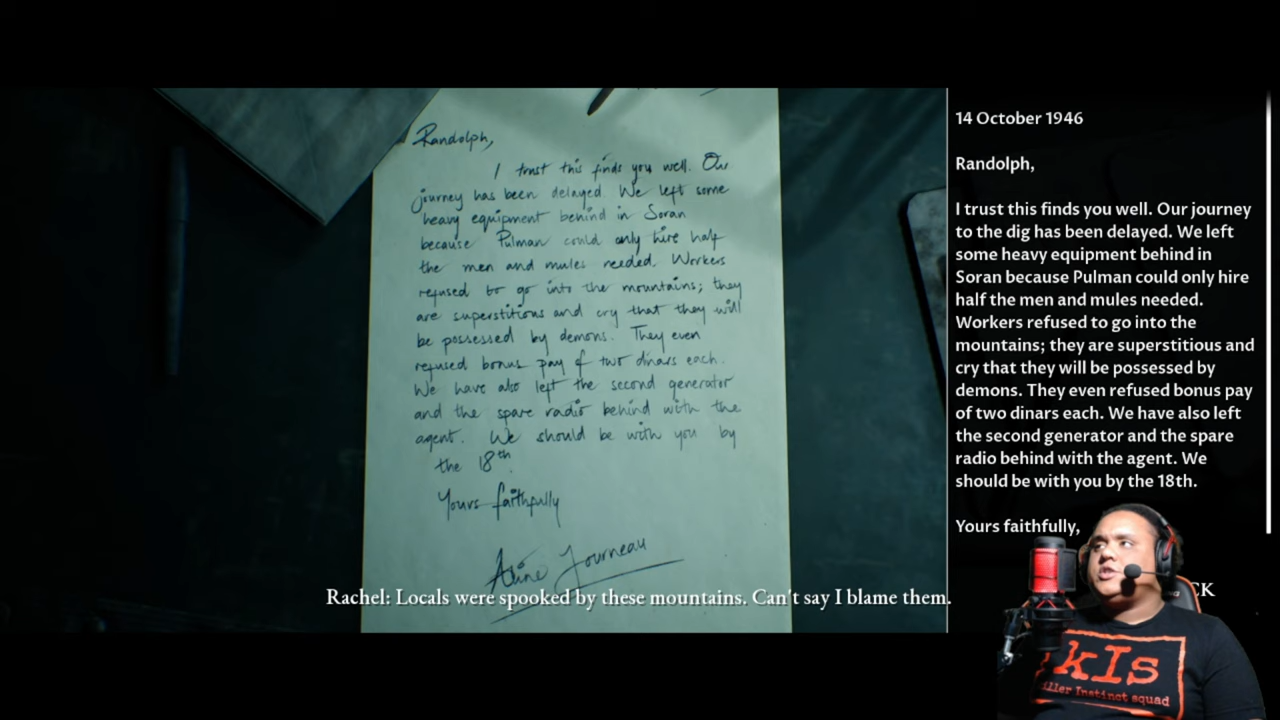 Randolph,
I trust this finds you well. Our
journey has been delayed. We left some
heavy equipment behind in Soran
because Pulman could only hire half
the men and mules needed. Workers
refused to go into the mountains; they
are superstitious and cry that they will
be possessed by demons. They even
refused bonus pay of two dinars each.
We have also left the second generator
and the spare radio behind with the
agent. We should be with you by
the 18th.
Yours faithfully
Aline Journeau
Rachel: Locals were spooked by these mountains. Can't say I blame them.
14 October 1946
Randolph,
I trust this finds you well. Our journey
to the dig has been delayed. We left
some heavy equipment behind in
Soran because Pulman could only hire
half the men and mules needed.
Workers refused to go into the
mountains; they are superstitious and
cry that they will be possessed by
demons. They even refused bonus pay
of two dinars each. We have also left
the second generator and the spare
radio behind with the agent. We
should be with you by the 18th.
Yours faithfully,
CK
kIs
iller Instinct squad